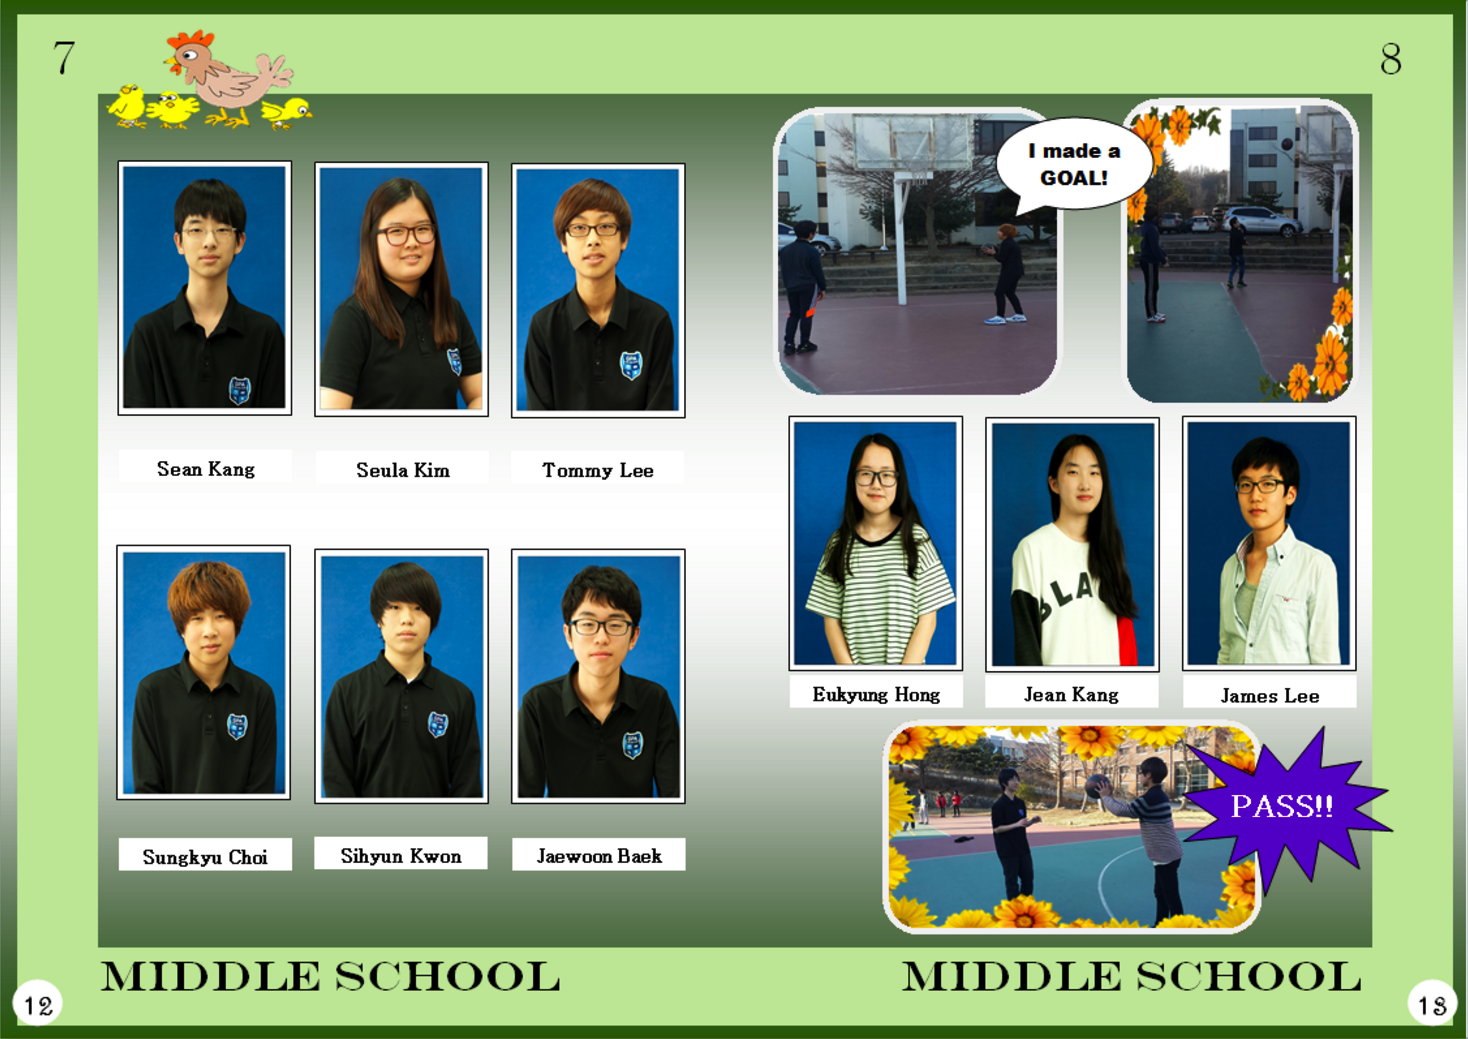 7
8
I made a
GOAL!
Sean Kang
Seula Kim
Tommy Lee
Eukyung Hong
Jean Kang
James Lee
PASS!!
Sungkyu Choi
Sihyun Kwon
Jaewoon Baek
MIDDLE SCHOOL
MIDDLE SCHOOL
12
13